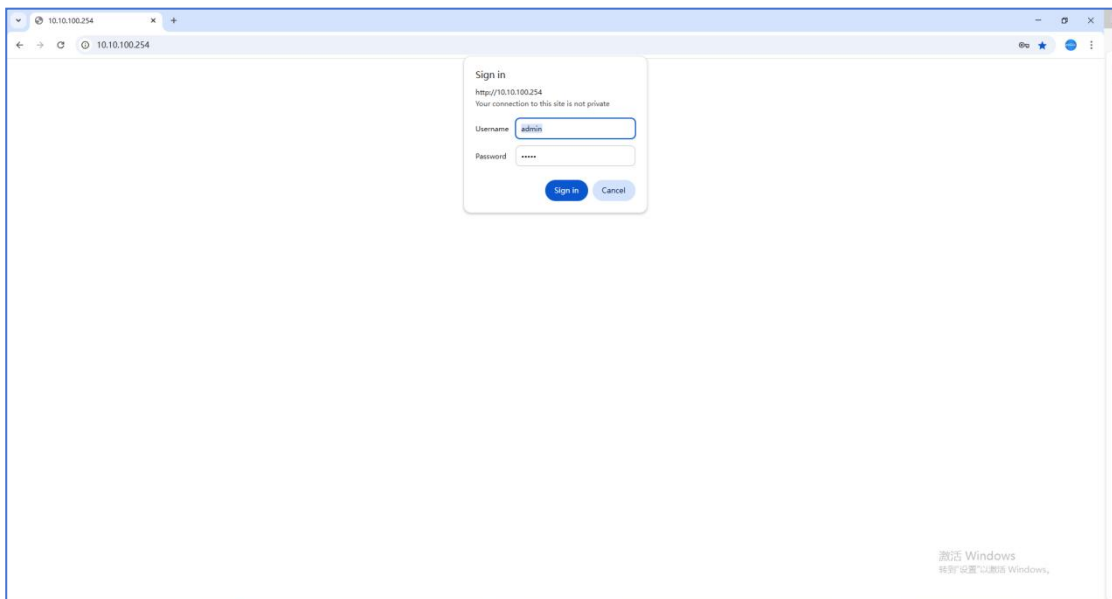 10.10.100.254
10.10.100.254
Sign in
http://10.10.100.254
Your connection to this site is not private
Username admin
Password •••••
Sign in Cancel
激活 Windows
转到"设置"以激活 Windows。